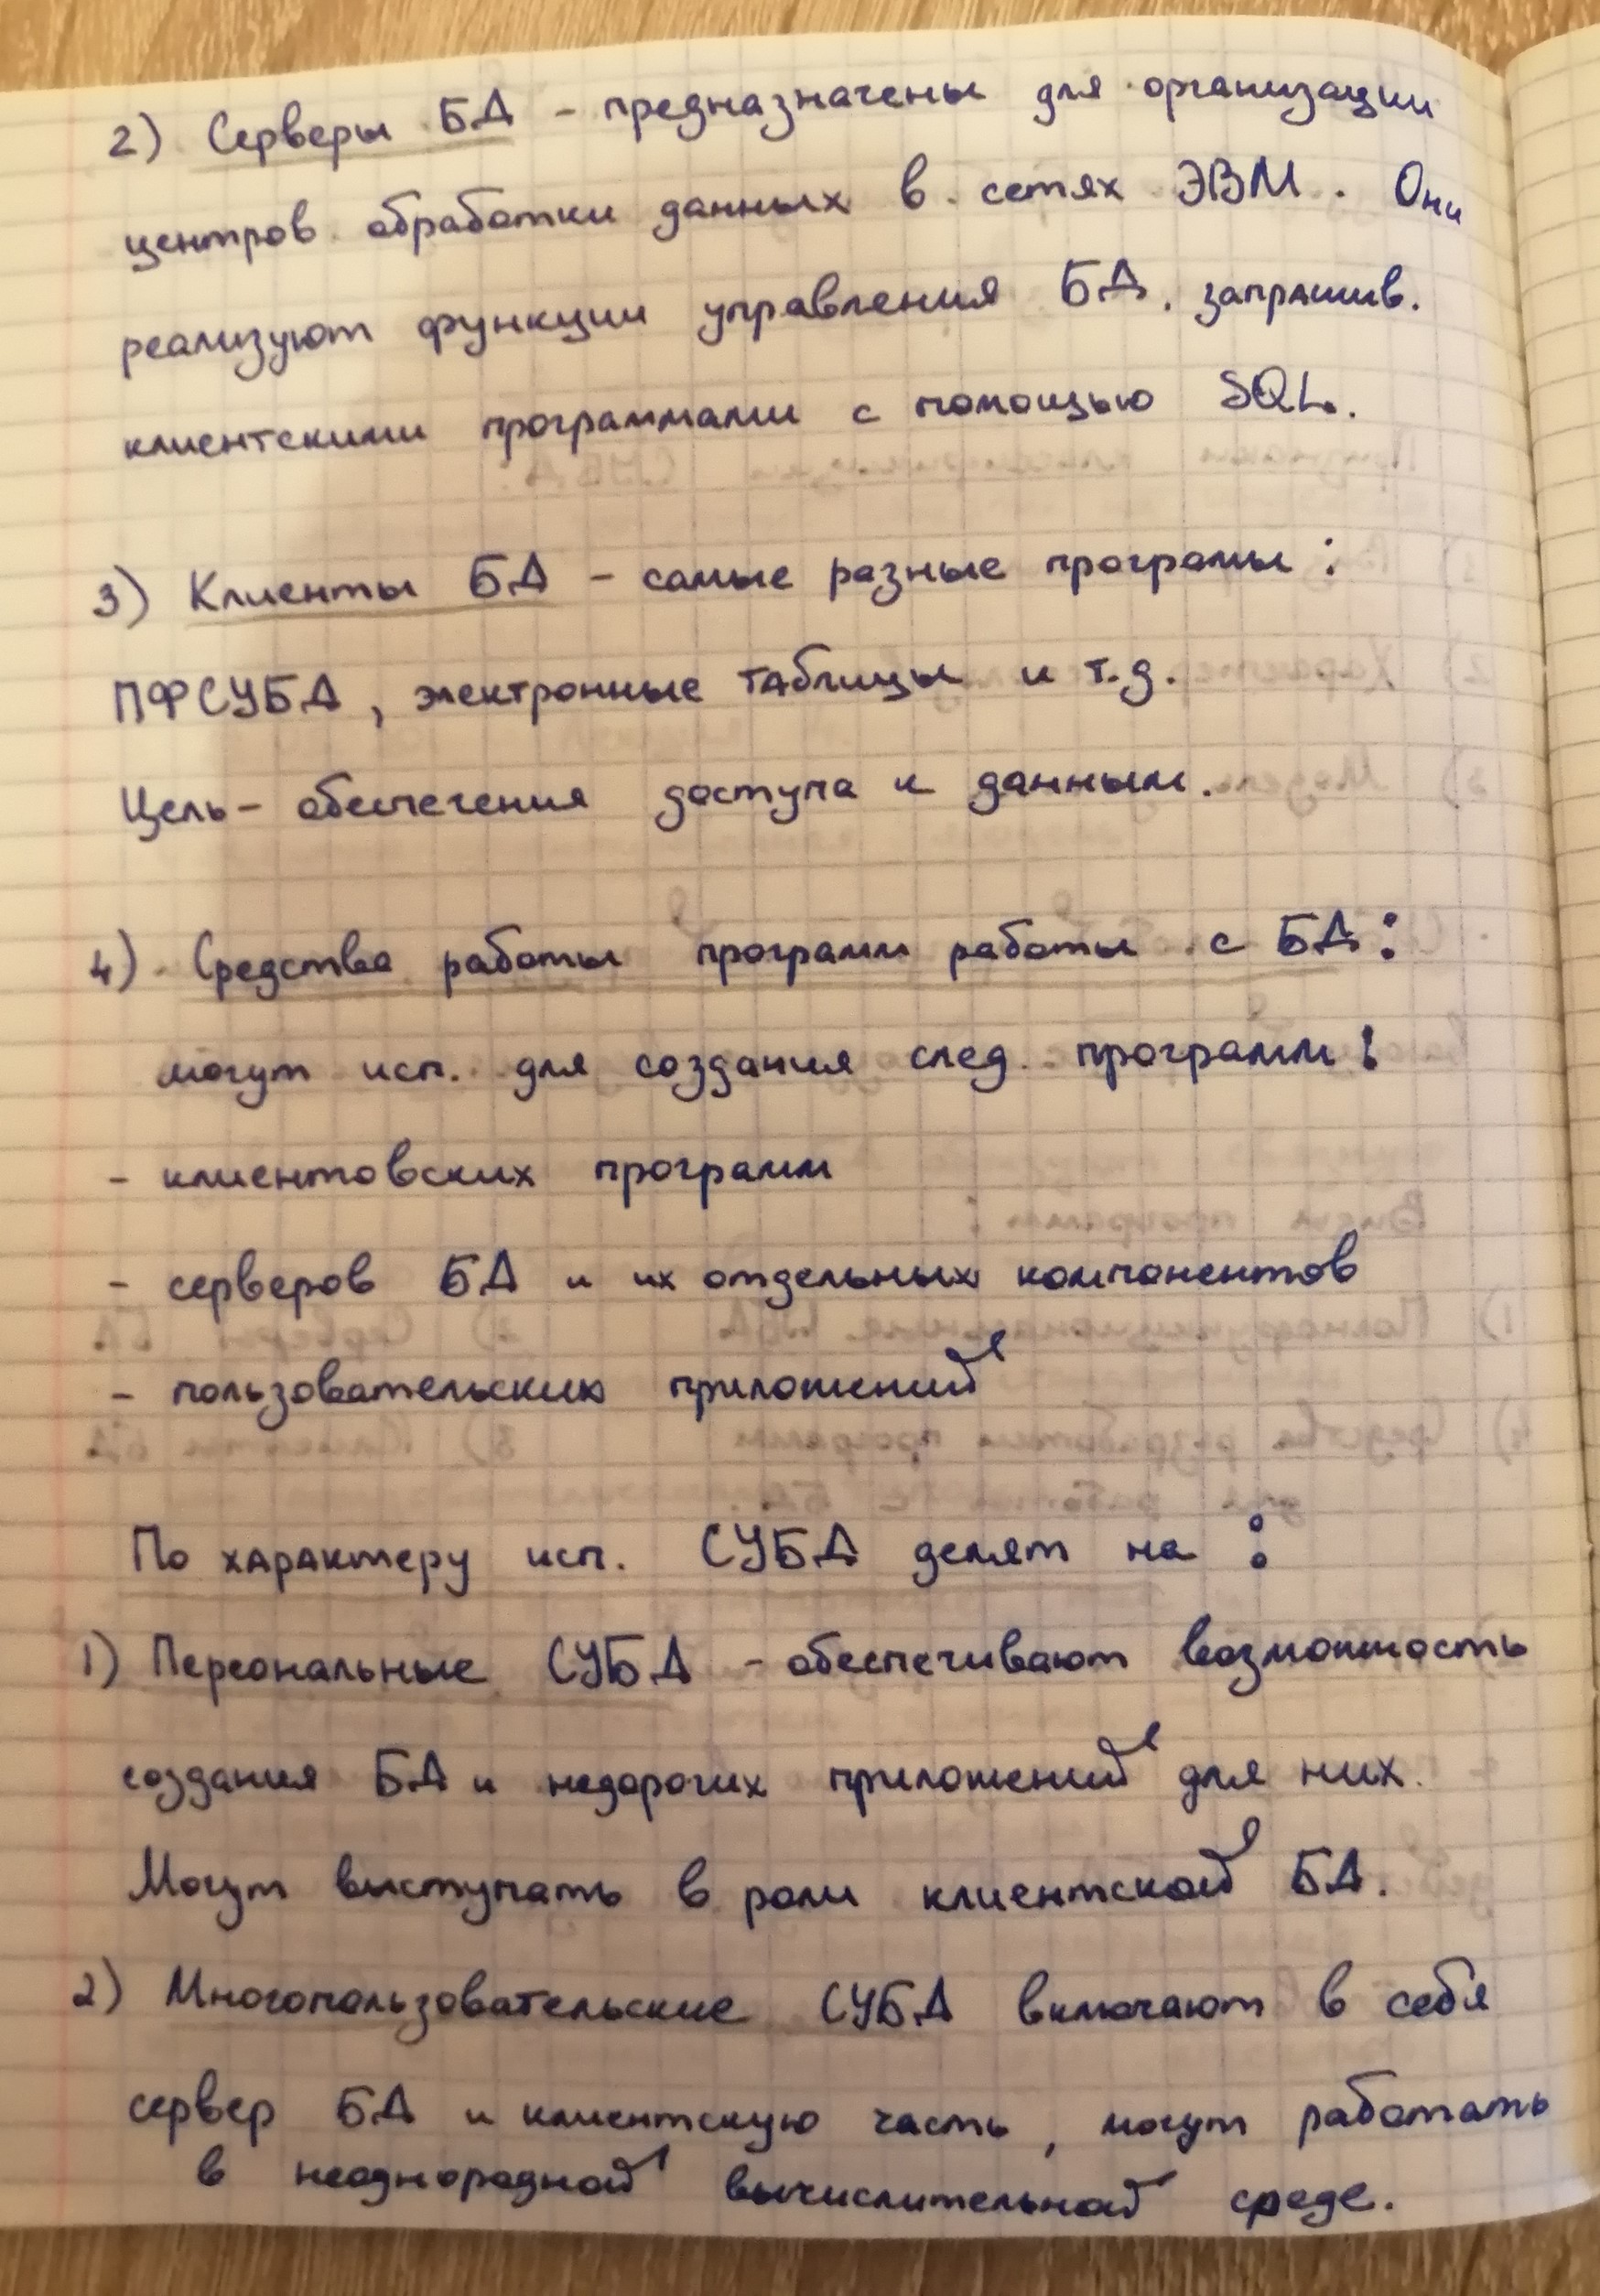 2) Серверы БД - предназначены для организации
центров обработки данных в сетях ЭВМ. Они
реализуют функции управления БД, запрашив.
клиентскими программами с помощью SQL.
3) Клиенты БД - самые разные програмы:
ПФСУБД, электронные таблицы и т.д.
Цель - обеспечения доступа к данным.
4) Средства работы программ работы с БД:
могут исп. для создания след. программ:
- клиентовских программ
- серверов БД и их отдельных компонентов
- пользовательских приложений
По характеру исп. СУБД делят на:
1) Персональные СУБД - обеспечивают возможность
создания БД и недорогих приложений для них.
Могут выступать в роли клиентской БД.
2) Многопользовательские СУБД включают в себя
сервер БД и клиентскую часть, могут работать
в неоднородной вычислительной среде.